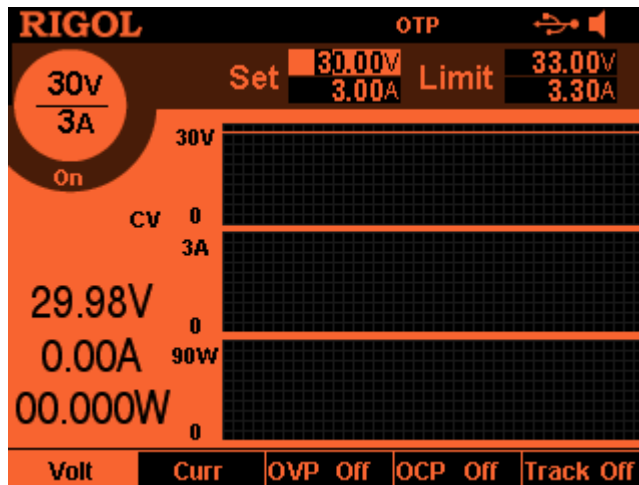 RIGOL OTP
30V
3A
On
Set 30.00V Limit 33.00V
3.00A 3.30A
30V
CV 0
3A
29.98V
0
0.00A 90W
00.000W
0
Volt Curr OVP Off OCP Off Track Off